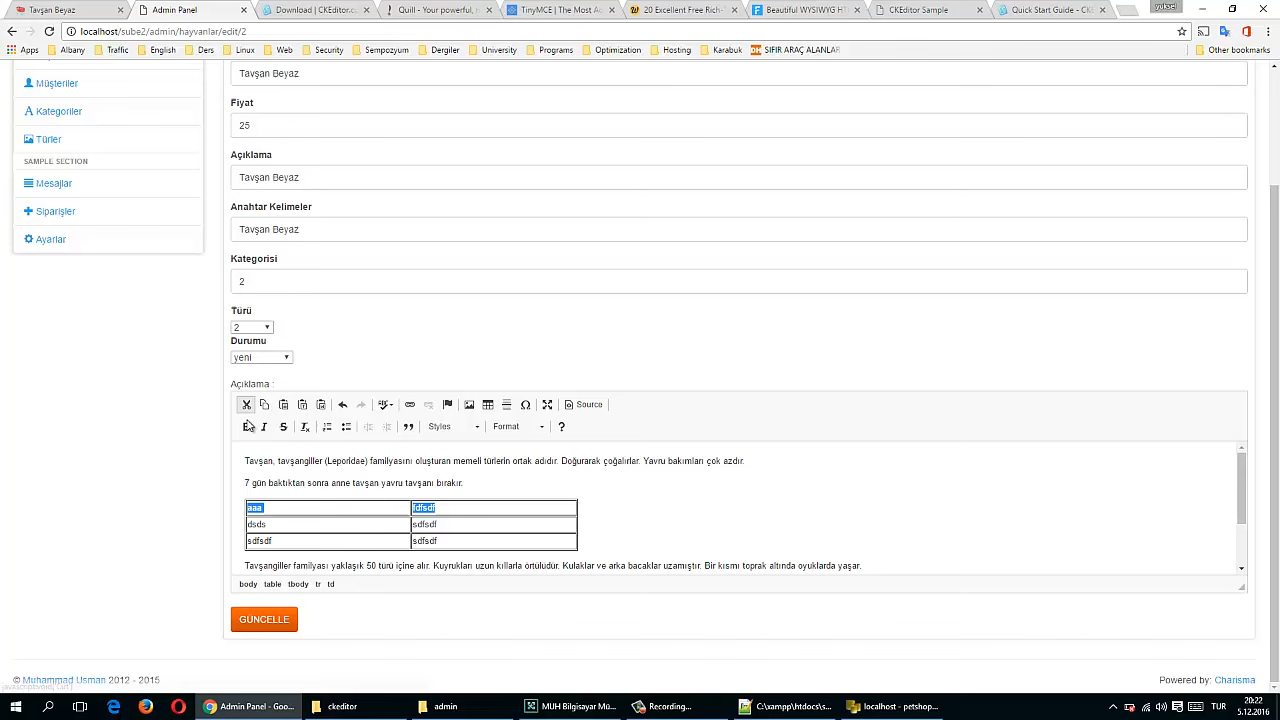 Tavşan Beyaz
Admin Panel
Download | CKEditor.c
Quill - Your powerful, r
TinyMCE | The Most A
20 Excellent Free Rich
Beautiful WYSIWYG H
CKEditor Sample
Quick Start Guide - CKE
localhost/sube2/admin/hayvanlar/edit/2
Apps
Albany
Traffic
English
Ders
Linux
Web
Security
Sempozyum
Dergiler
University
Programs
Optimization
Hosting
Karabuk
SIFIR ARAÇ ALANLAR
Other bookmarks
Müşteriler
Kategoriler
Türler
SAMPLE SECTION
Mesajlar
Siparişler
Ayarlar
Tavşan Beyaz
Fiyat
25
Açıklama
Tavşan Beyaz
Anahtar Kelimeler
Tavşan Beyaz
Kategorisi
2
Türü
2
Durumu
yeni
Açıklama :
Source
B I S Styles Format ?
Tavşan, tavşangiller (Leporidae) familyasını oluşturan memeli türlerin ortak adıdır. Doğurarak çoğalırlar. Yavru bakımları çok azdır.
7 gün baktıktan sonra anne tavşan yavru tavşanı bırakır.
aaa fdfsdf
dsds sdfsdf
sdfsdf sdfsdf
Tavşangiller familyası yaklaşık 50 türü içine alır. Kuyrukları uzun kıllarla örtülüdür. Kulaklar ve arka bacaklar uzamıştır. Bir kısmı toprak altında oyuklarda yaşar.
body table tbody tr td
GÜNCELLE
© Muhammad Usman 2012 - 2015
Powered by: Charisma
Admin Panel - Goo...
ckeditor
admin
MUH Bilgisayar Mü...
Recording...
C:\xampp\htdocs\s...
localhost - petshop...
TUR
20:22
5.12.2016